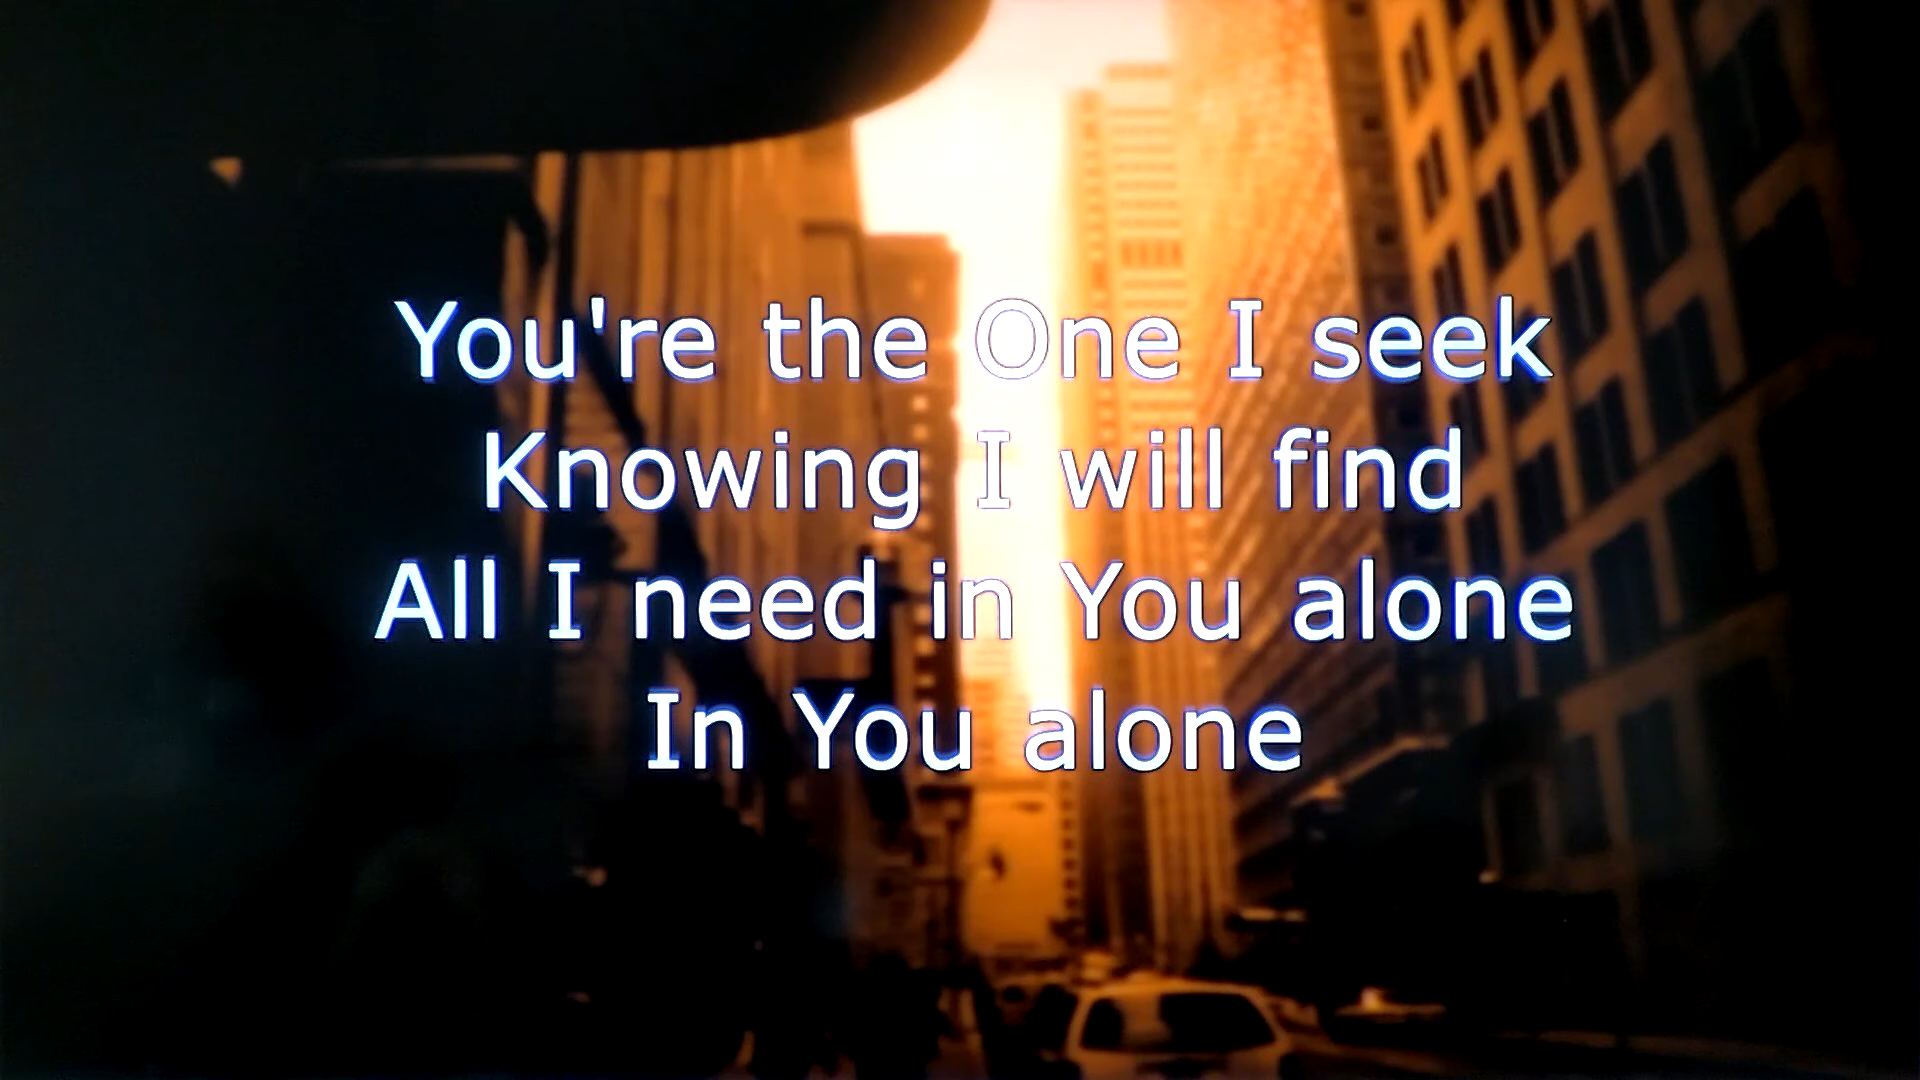 You're the One I seek
Knowing I will find
All I need in You alone
In You alone